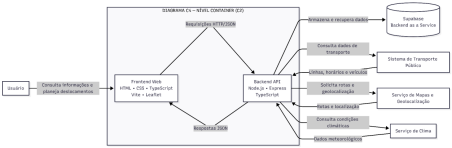 DIAGRAMA C4 – NÍVEL CONTAINER (C2)
Requisições HTTP/JSON
Armazena e recupera dados
Supabase
Backend as a Service
Consulta dados de
transporte
Sistema de Transporte
Público
Linhas, horários e veículos
Usuário
Consulta informações e
planeja deslocamentos
Frontend Web
HTML + CSS + TypeScript
Vite + Leaflet
Backend API
Node.js + Express
TypeScript
Solicita rotas e
geolocalização
Serviço de Mapas e
Geolocalização
Rotas e localização
Consulta condições
climáticas
Serviço de Clima
Respostas JSON
Dados meteorológicos